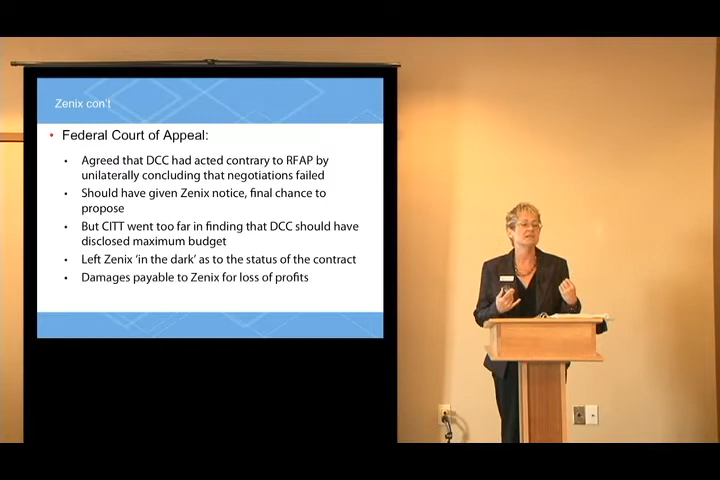 Zenix con't
• Federal Court of Appeal:
• Agreed that DCC had acted contrary to RFAP by
unilaterally concluding that negotiations failed
• Should have given Zenix notice, final chance to
propose
• But CITT went too far in finding that DCC should have
disclosed maximum budget
• Left Zenix 'in the dark' as to the status of the contract
• Damages payable to Zenix for loss of profits